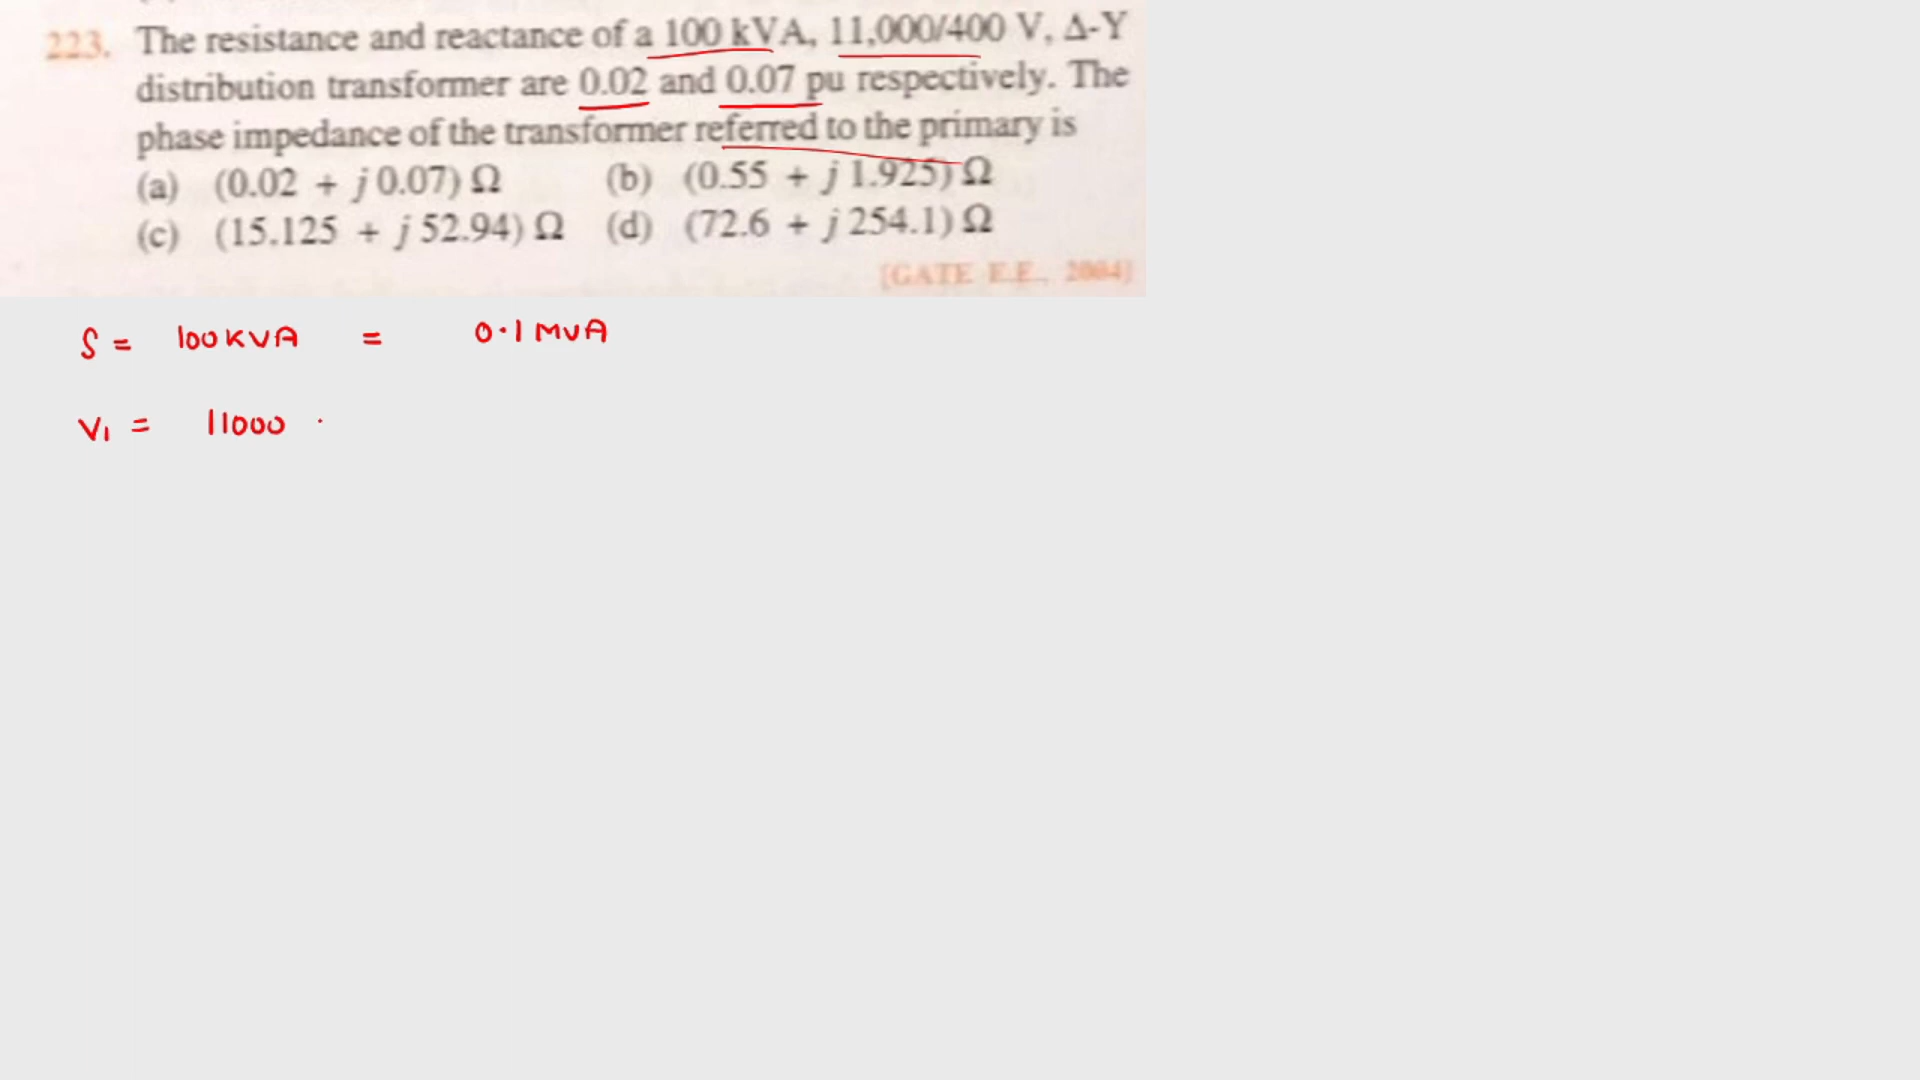 223. The resistance and reactance of a 100 kVA, 11,000/400 V, Δ-Y
distribution transformer are 0.02 and 0.07 pu respectively. The
phase impedance of the transformer referred to the primary is
(a) (0.02 + j 0.07) Ω (b) (0.55 + j 1.925) Ω
(c) (15.125 + j 52.94) Ω (d) (72.6 + j 254.1) Ω
[GATE E.E., 2004]
S = 100 KVA = 0.1 MVA
V1 = 11000